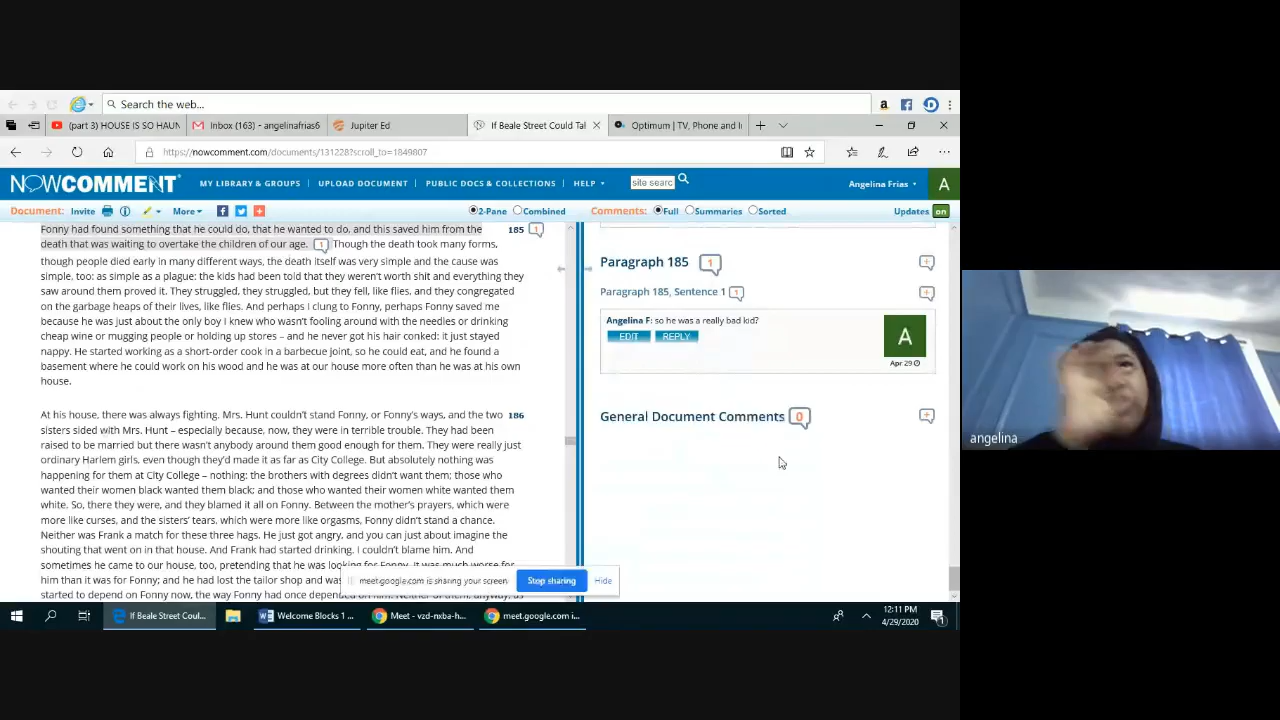 Search the web...
(part 3) HOUSE IS SO HAUN
Inbox (163) - angelinafrias6
Jupiter Ed
If Beale Street Could Tal
Optimum | TV, Phone and I
https://nowcomment.com/documents/131228?scroll_to=1849807
NOWCOMMENT
MY LIBRARY & GROUPS
UPLOAD DOCUMENT
PUBLIC DOCS & COLLECTIONS
HELP
site searc
Angelina Frias
A
Document:
Invite
More
2-Pane
Combined
Comments:
Full
Summaries
Sorted
Updates
on
Fonny had found something that he could do, that he wanted to do, and this saved him from the 185 1
death that was waiting to overtake the children of our age. 1 Though the death took many forms,
though people died early in many different ways, the death itself was very simple and the cause was
simple, too: as simple as a plague: the kids had been told that they weren't worth shit and everything they
saw around them proved it. They struggled, they struggled, but they fell, like flies, and they congregated
on the garbage heaps of their lives, like flies. And perhaps I clung to Fonny, perhaps Fonny saved me
because he was just about the only boy I knew who wasn't fooling around with the needles or drinking
cheap wine or mugging people or holding up stores – and he never got his hair conked: it just stayed
nappy. He started working as a short-order cook in a barbecue joint, so he could eat, and he found a
basement where he could work on his wood and he was at our house more often than he was at his own
house.
At his house, there was always fighting. Mrs. Hunt couldn't stand Fonny, or Fonny's ways, and the two 186
sisters sided with Mrs. Hunt – especially because, now, they were in terrible trouble. They had been
raised to be married but there wasn't anybody around them good enough for them. They were really just
ordinary Harlem girls, even though they'd made it as far as City College. But absolutely nothing was
happening for them at City College – nothing: the brothers with degrees didn't want them; those who
wanted their women black wanted them black; and those who wanted their women white wanted them
white. So, there they were, and they blamed it all on Fonny. Between the mother's prayers, which were
more like curses, and the sisters' tears, which were more like orgasms, Fonny didn't stand a chance.
Neither was Frank a match for these three hags. He just got angry, and you can just about imagine the
shouting that went on in that house. And Frank had started drinking. I couldn't blame him. And
sometimes he came to our house, too, pretending that he was looking for Fonny. It was much worse for
him than it was for Fonny; and he had lost the tailor shop and was
started to depend on Fonny now, the way Fonny had once depended on him. Neither of them, anyway, as
Paragraph 185 1
Paragraph 185, Sentence 1 1
Angelina F: so he was a really bad kid?
EDIT
REPLY
A
Apr 29
General Document Comments 0
meet.google.com is sharing your screen
Stop sharing
Hide
angelina
If Beale Street Coul...
Welcome Blocks 1 ...
Meet - vzd-nxba-h...
meet.google.com i...
12:11 PM
4/29/2020
1